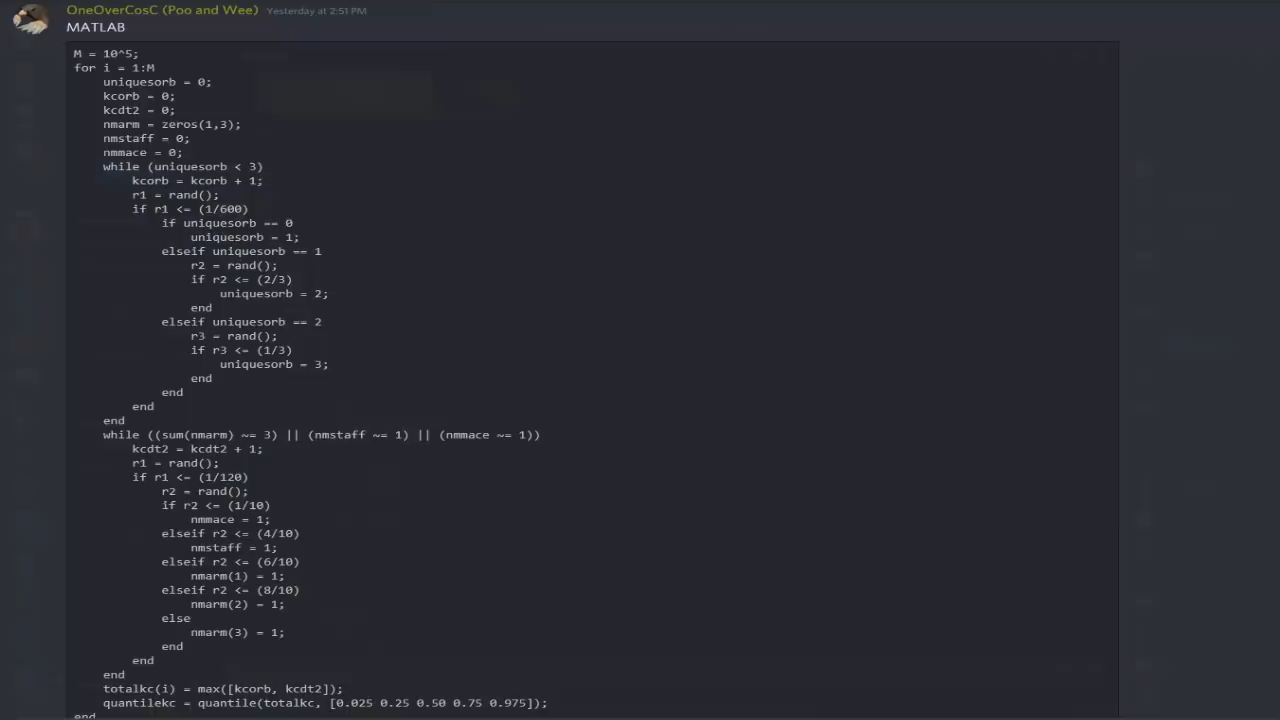 OneOverCosC (Poo and Wee) Yesterday at 2:51 PM
MATLAB
M = 10^5;
for i = 1:M
    uniquesorb = 0;
    kcorb = 0;
    kcdt2 = 0;
    nmarm = zeros(1,3);
    nmstaff = 0;
    nmmace = 0;
    while (uniquesorb < 3)
        kcorb = kcorb + 1;
        r1 = rand();
        if r1 <= (1/600)
            if uniquesorb == 0
                uniquesorb = 1;
            elseif uniquesorb == 1
                r2 = rand();
                if r2 <= (2/3)
                    uniquesorb = 2;
                end
            elseif uniquesorb == 2
                r3 = rand();
                if r3 <= (1/3)
                    uniquesorb = 3;
                end
            end
        end
    end
    while ((sum(nmarm) ~= 3) || (nmstaff ~= 1) || (nmmace ~= 1))
        kcdt2 = kcdt2 + 1;
        r1 = rand();
        if r1 <= (1/120)
            r2 = rand();
            if r2 <= (1/10)
                nmmace = 1;
            elseif r2 <= (4/10)
                nmstaff = 1;
            elseif r2 <= (6/10)
                nmarm(1) = 1;
            elseif r2 <= (8/10)
                nmarm(2) = 1;
            else
                nmarm(3) = 1;
            end
        end
    end
    totalkc(i) = max([kcorb, kcdt2]);
    quantilekc = quantile(totalkc, [0.025 0.25 0.50 0.75 0.975]);
end